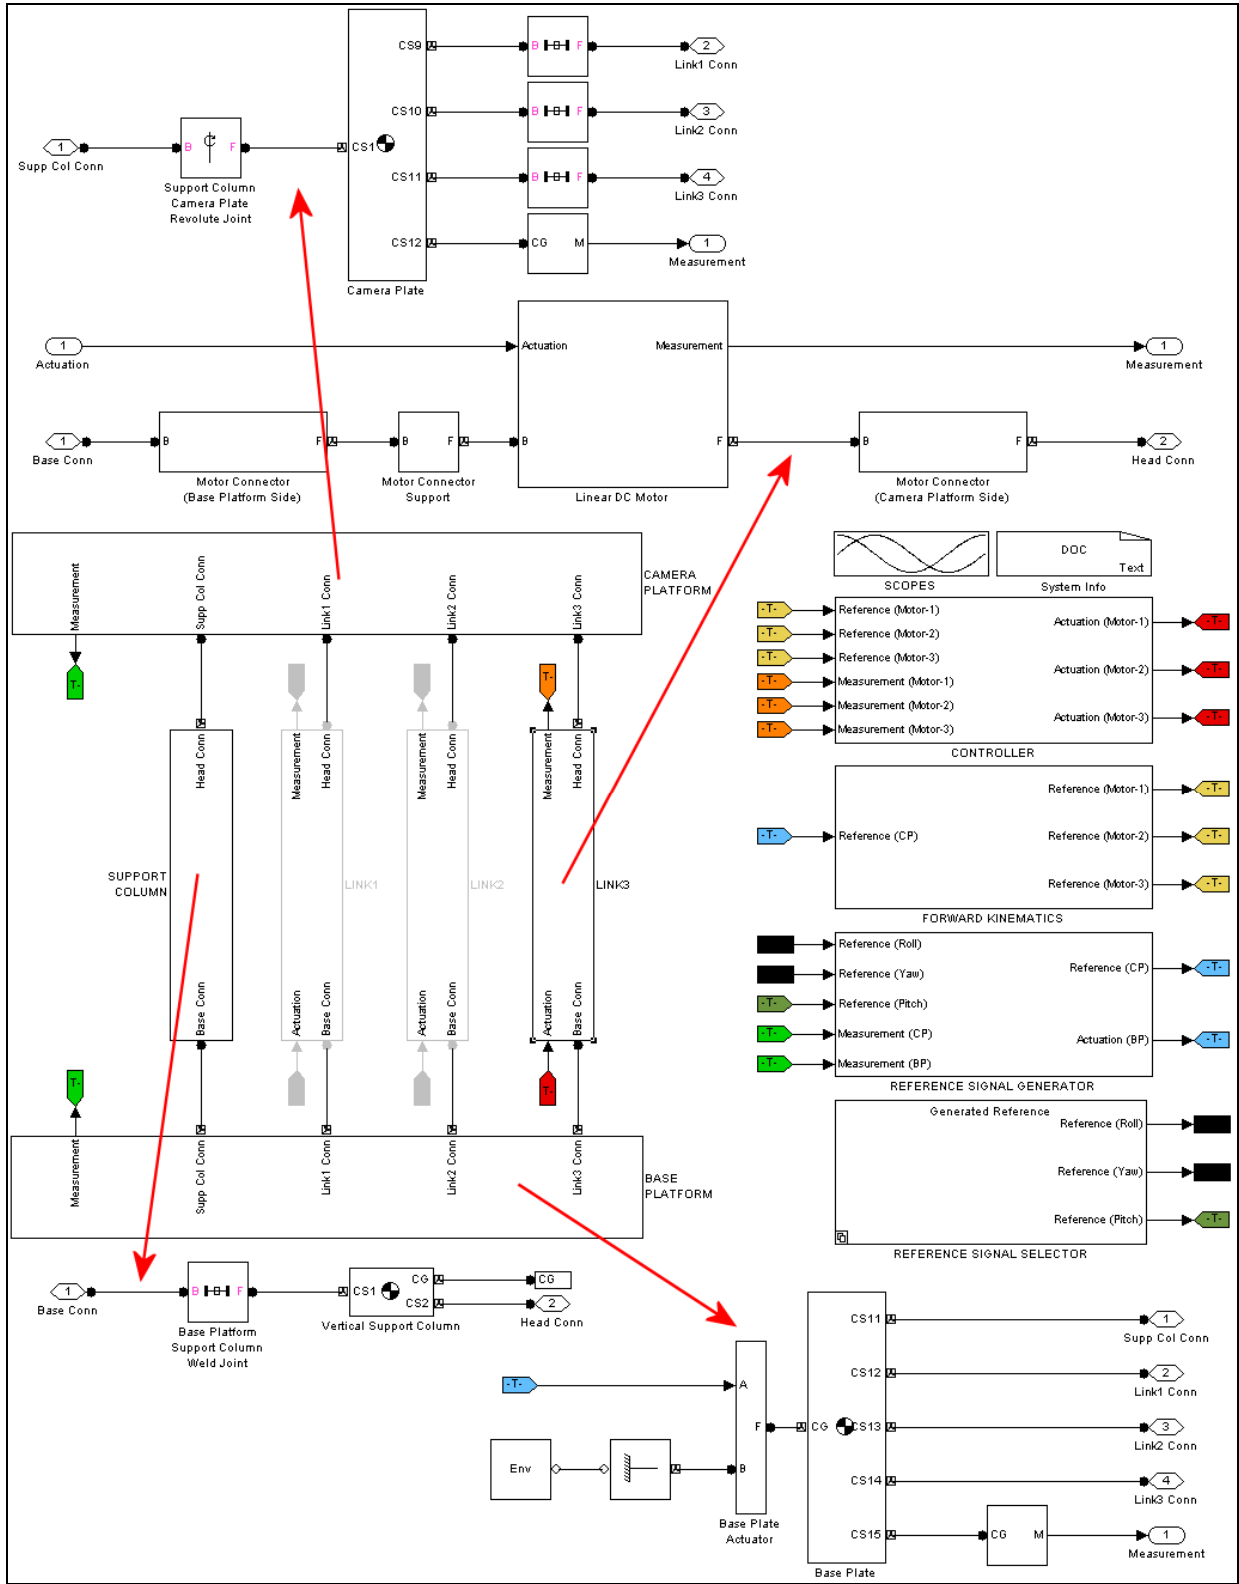 CS9
B F
2
Link1 Conn
CS10
B F
3
Link2 Conn
1
Supp Col Conn
B F
Support Column
Camera Plate
Revolute Joint
CS1
CS11
B F
4
Link3 Conn
CS12
CG M
1
Measurement
Camera Plate
1
Actuation
Actuation
Measurement
1
Measurement
1
Base Conn
B F
Motor Connector
(Base Platform Side)
B F
Motor Connector
Support
B F
Linear DC Motor
B F
Motor Connector
(Camera Platform Side)
2
Head Conn
Measurement
Supp Col Conn
Link1 Conn
Link2 Conn
Link3 Conn
CAMERA
PLATFORM
T-
T-
Head Conn
Base Conn
SUPPORT
COLUMN
Measurement
Head Conn
Actuation
Base Conn
LINK1
Measurement
Head Conn
Actuation
Base Conn
LINK2
Measurement
Head Conn
Actuation
Base Conn
LINK3
T-
T-
Measurement
Supp Col Conn
Link1 Conn
Link2 Conn
Link3 Conn
BASE
PLATFORM
SCOPES
DOC
Text
System Info
-T- Reference (Motor-1)
-T- Reference (Motor-2)
-T- Reference (Motor-3)
-T- Measurement (Motor-1)
-T- Measurement (Motor-2)
-T- Measurement (Motor-3)
Actuation (Motor-1) -T-
Actuation (Motor-2) -T-
Actuation (Motor-3) -T-
CONTROLLER
-T- Reference (CP)
Reference (Motor-1) -T-
Reference (Motor-2) -T-
Reference (Motor-3) -T-
FORWARD KINEMATICS
Reference (Roll)
Reference (Yaw)
-T- Reference (Pitch)
-T- Measurement (CP)
-T- Measurement (BP)
Reference (CP) -T-
Actuation (BP) -T-
REFERENCE SIGNAL GENERATOR
Generated Reference
Reference (Roll)
Reference (Yaw)
Reference (Pitch) -T-
REFERENCE SIGNAL SELECTOR
1
Base Conn
B F
Base Platform
Support Column
Weld Joint
CS1
CG
CS2
Vertical Support Column
CG
2
Head Conn
-T-
Env
A
F
B
Base Plate
Actuator
CG
CS11
CS12
CS13
CS14
CS15
Base Plate
1
Supp Col Conn
2
Link1 Conn
3
Link2 Conn
4
Link3 Conn
CG M
1
Measurement